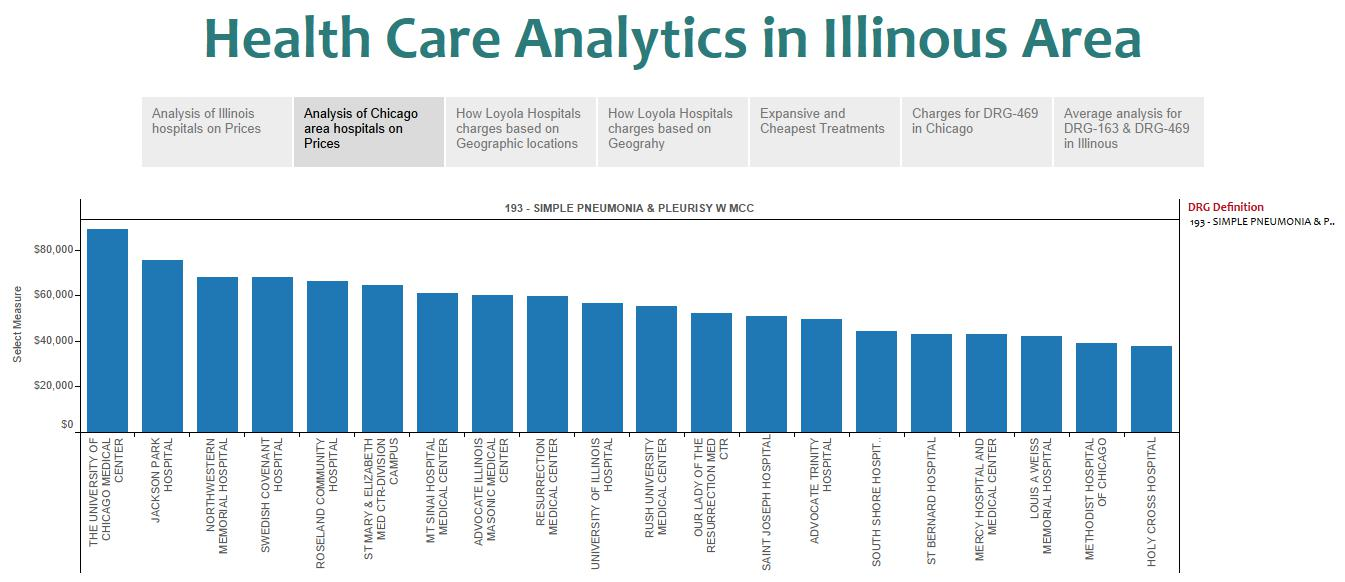 Health Care Analytics in Illinous Area
Analysis of Illinois
hospitals on Prices
Analysis of Chicago
area hospitals on
Prices
How Loyola Hospitals
charges based on
Geographic locations
How Loyola Hospitals
charges based on
Geograhy
Expansive and
Cheapest Treatments
Charges for DRG-469
in Chicago
Average analysis for
DRG-163 & DRG-469
in Illinous
193 - SIMPLE PNEUMONIA & PLEURISY W MCC
DRG Definition
193 - SIMPLE PNEUMONIA & P..
Select Measure
$80,000
$60,000
$40,000
$20,000
$0
THE UNIVERSITY OF
CHICAGO MEDICAL
CENTER
JACKSON PARK
HOSPITAL
NORTHWESTERN
MEMORIAL HOSPITAL
SWEDISH COVENANT
HOSPITAL
ROSELAND COMMUNITY
HOSPITAL
ST MARY & ELIZABETH
MED CTR-DIVISION
CAMPUS
MT SINAI HOSPITAL
MEDICAL CENTER
ADVOCATE ILLINOIS
MASONIC MEDICAL
CENTER
RESURRECTION
MEDICAL CENTER
UNIVERSITY OF ILLINOIS
HOSPITAL
RUSH UNIVERSITY
MEDICAL CENTER
OUR LADY OF THE
RESURRECTION MED
CTR
SAINT JOSEPH HOSPITAL
ADVOCATE TRINITY
HOSPITAL
SOUTH SHORE HOSPIT..
ST BERNARD HOSPITAL
MERCY HOSPITAL AND
MEDICAL CENTER
LOUIS A WEISS
MEMORIAL HOSPITAL
METHODIST HOSPITAL
OF CHICAGO
HOLY CROSS HOSPITAL